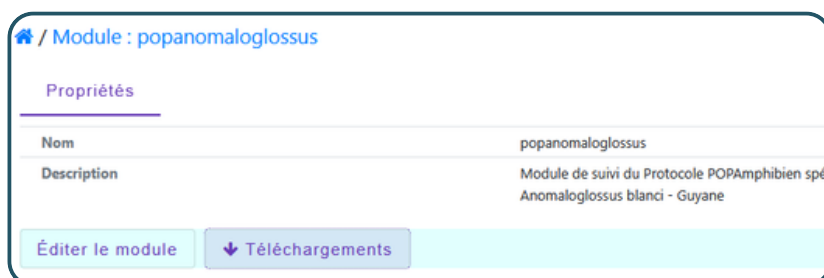 / Module : popanomaloglossus
Propriétés
Nom popanomaloglossus
Description Module de suivi du Protocole POPAmphibien spé
Anomaloglossus blanci - Guyane
Éditer le module Téléchargements